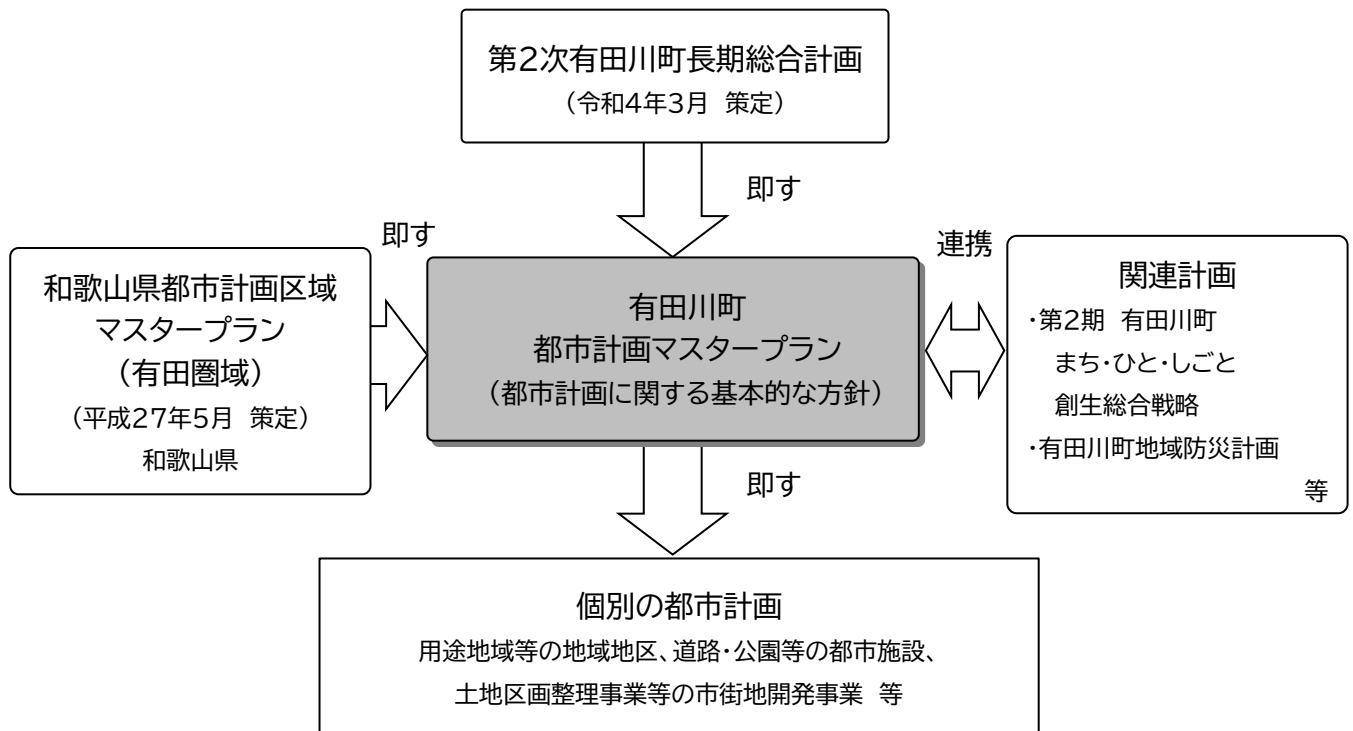 第2次有田川町長期総合計画
（令和4年3月 策定）
即す
即す
連携
和歌山県都市計画区域
マスタープラン
（有田圏域）
（平成27年5月 策定）
和歌山県
有田川町
都市計画マスタープラン
（都市計画に関する基本的な方針）
関連計画
・第2期 有田川町
まち・ひと・しごと
創生総合戦略
・有田川町地域防災計画
等
即す
個別の都市計画
用途地域等の地域地区、道路・公園等の都市施設、
土地区画整理事業等の市街地開発事業 等